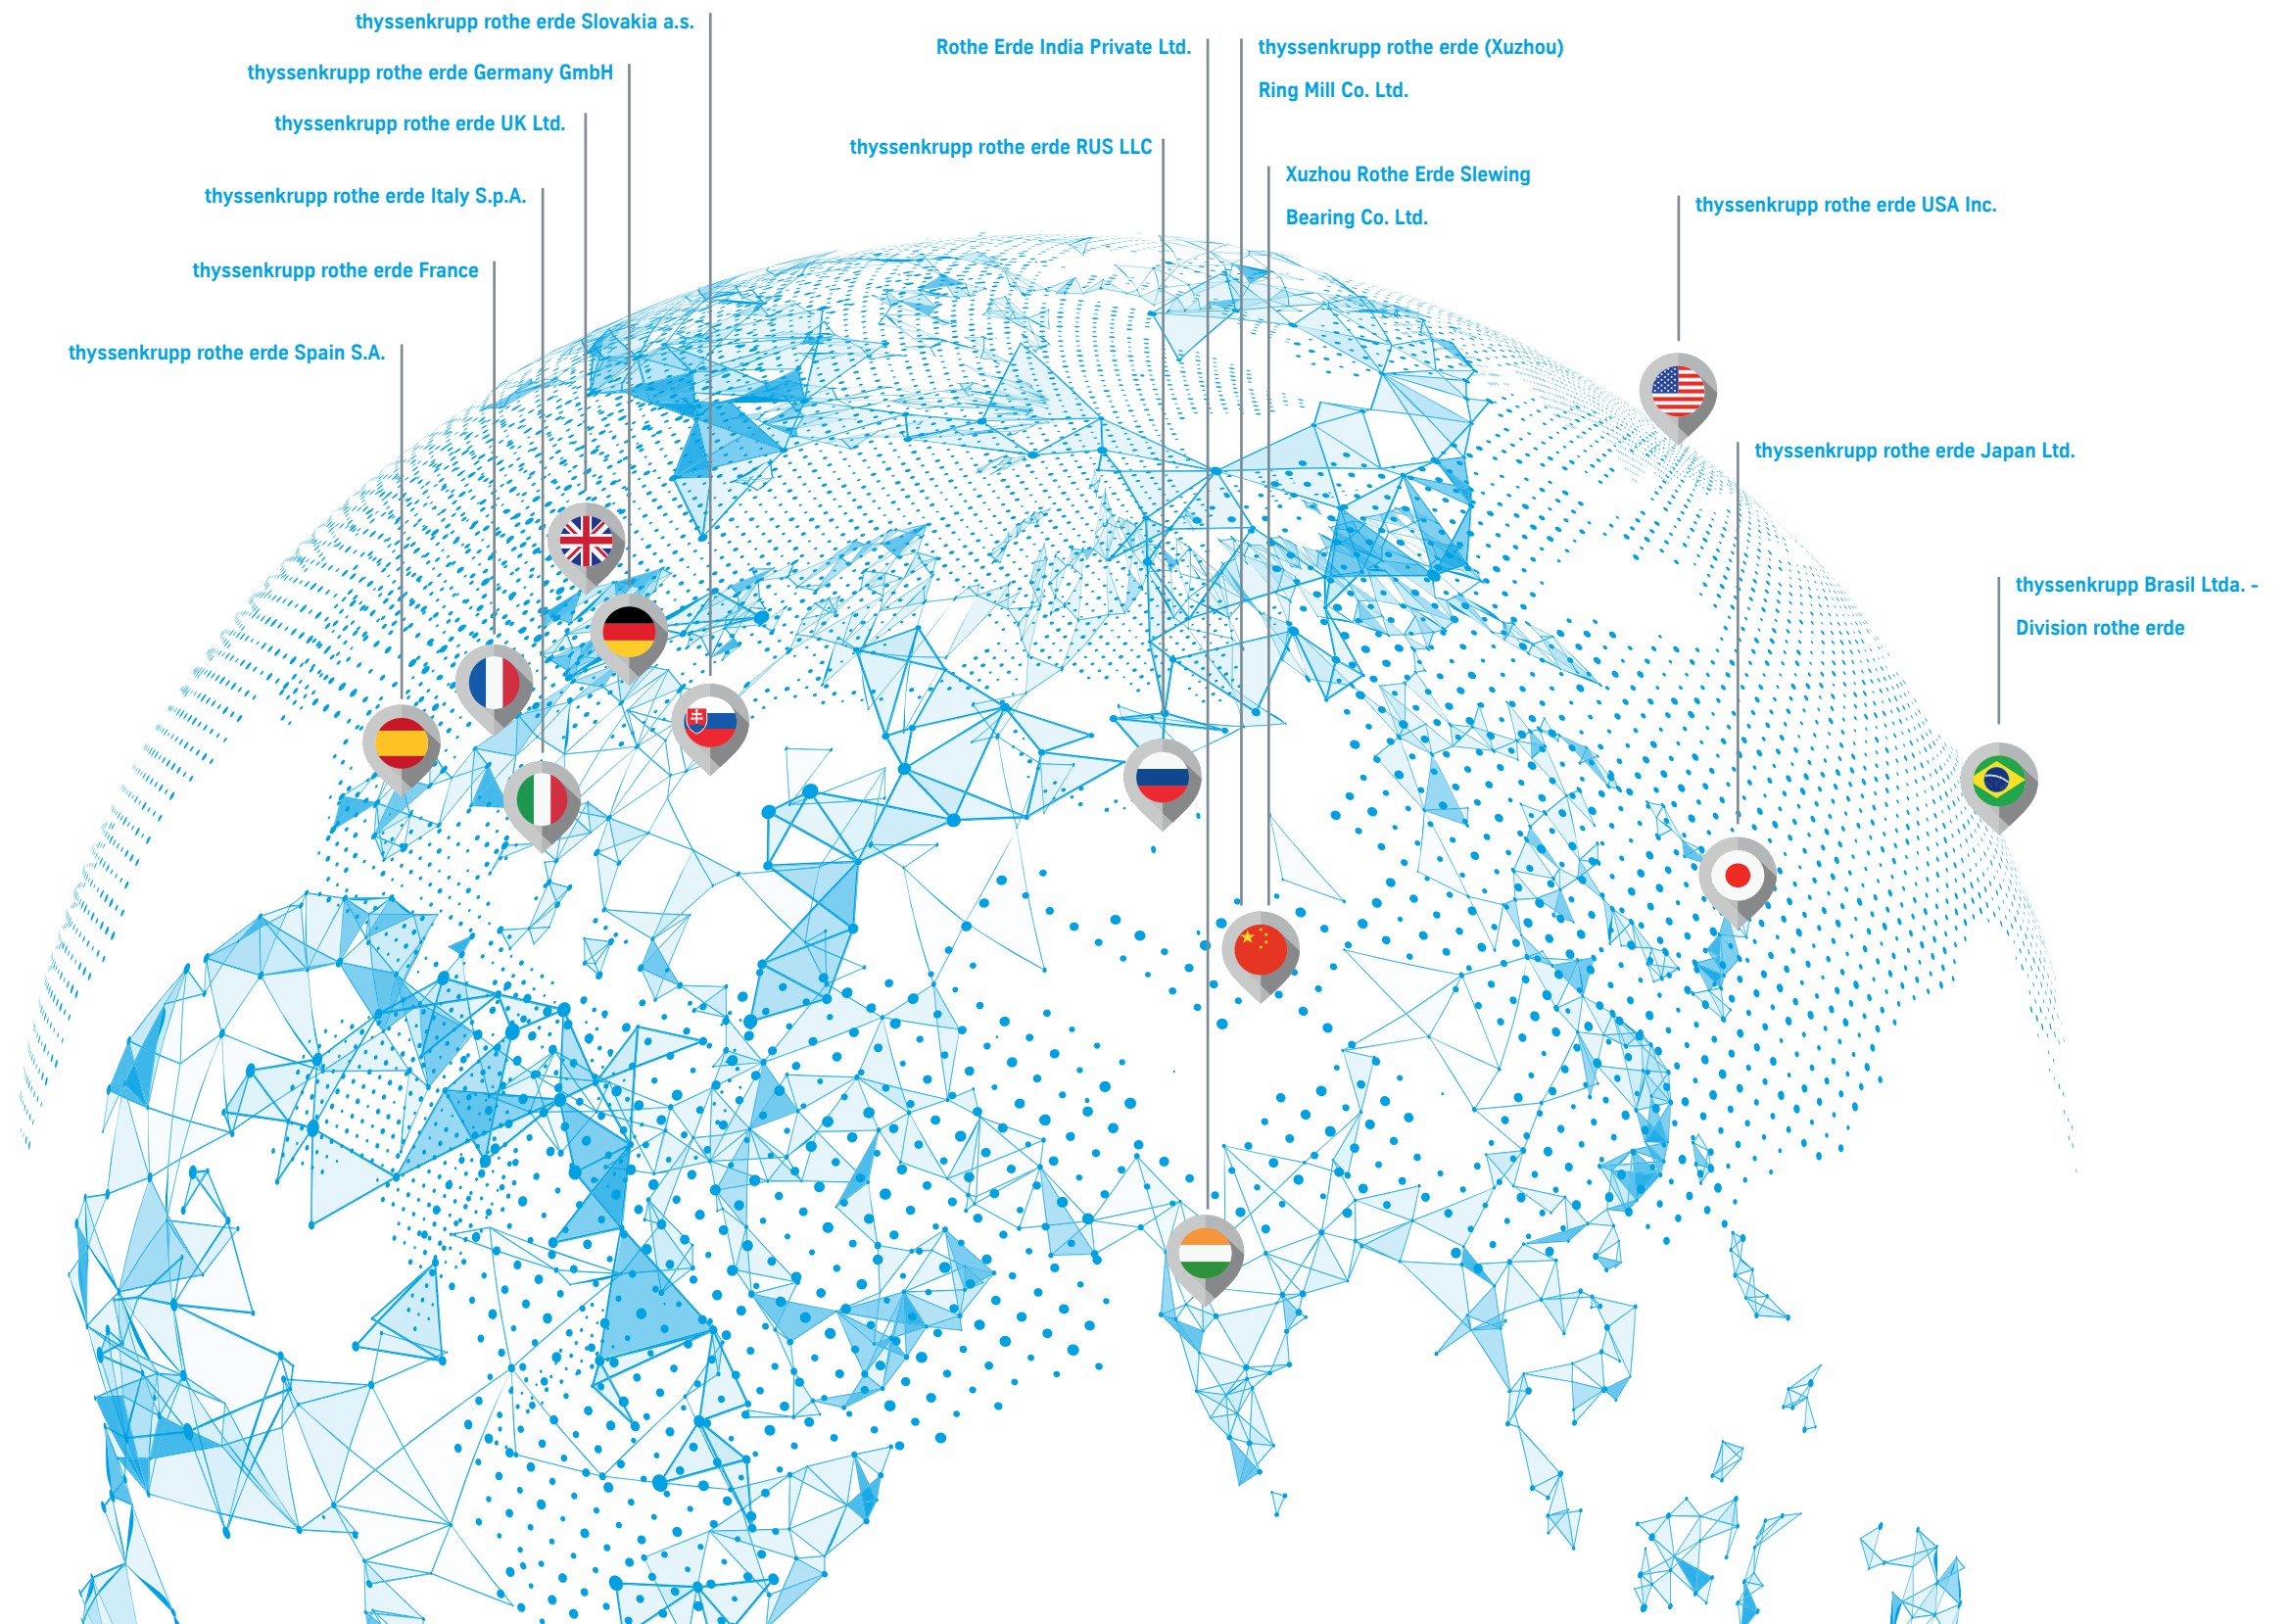 thyssenkrupp rothe erde Slovakia a.s.
thyssenkrupp rothe erde Germany GmbH
thyssenkrupp rothe erde UK Ltd.
thyssenkrupp rothe erde Italy S.p.A.
thyssenkrupp rothe erde France
thyssenkrupp rothe erde Spain S.A.
Rothe Erde India Private Ltd.
thyssenkrupp rothe erde (Xuzhou)
Ring Mill Co. Ltd.
thyssenkrupp rothe erde RUS LLC
Xuzhou Rothe Erde Slewing
Bearing Co. Ltd.
thyssenkrupp rothe erde USA Inc.
thyssenkrupp rothe erde Japan Ltd.
thyssenkrupp Brasil Ltda. -
Division rothe erde